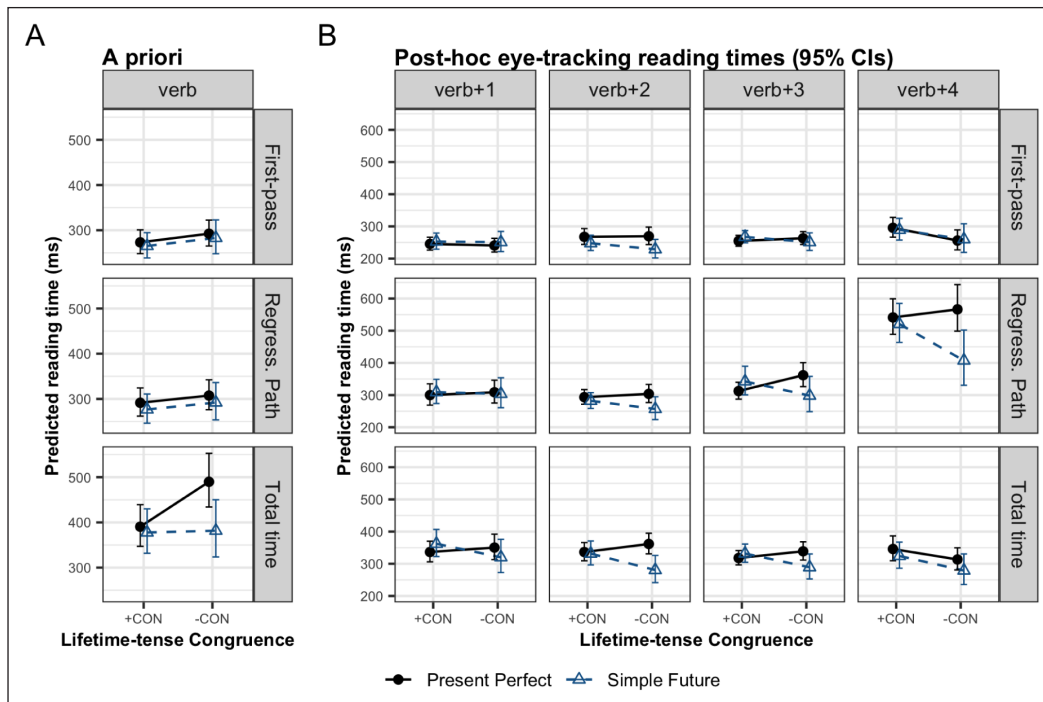 A
B
A priori
Post-hoc eye-tracking reading times (95% CIs)
verb
verb+1
verb+2
verb+3
verb+4
Predicted reading time (ms)
500
400
300
First-pass
500
400
300
Regress. Path
500
400
300
Total time
+CON
-CON
Lifetime-tense Congruence
Predicted reading time (ms)
600
500
400
300
200
First-pass
600
500
400
300
200
Regress. Path
600
500
400
300
200
Total time
+CON
-CON
+CON
-CON
+CON
-CON
+CON
-CON
Lifetime-tense Congruence
Present Perfect
Simple Future